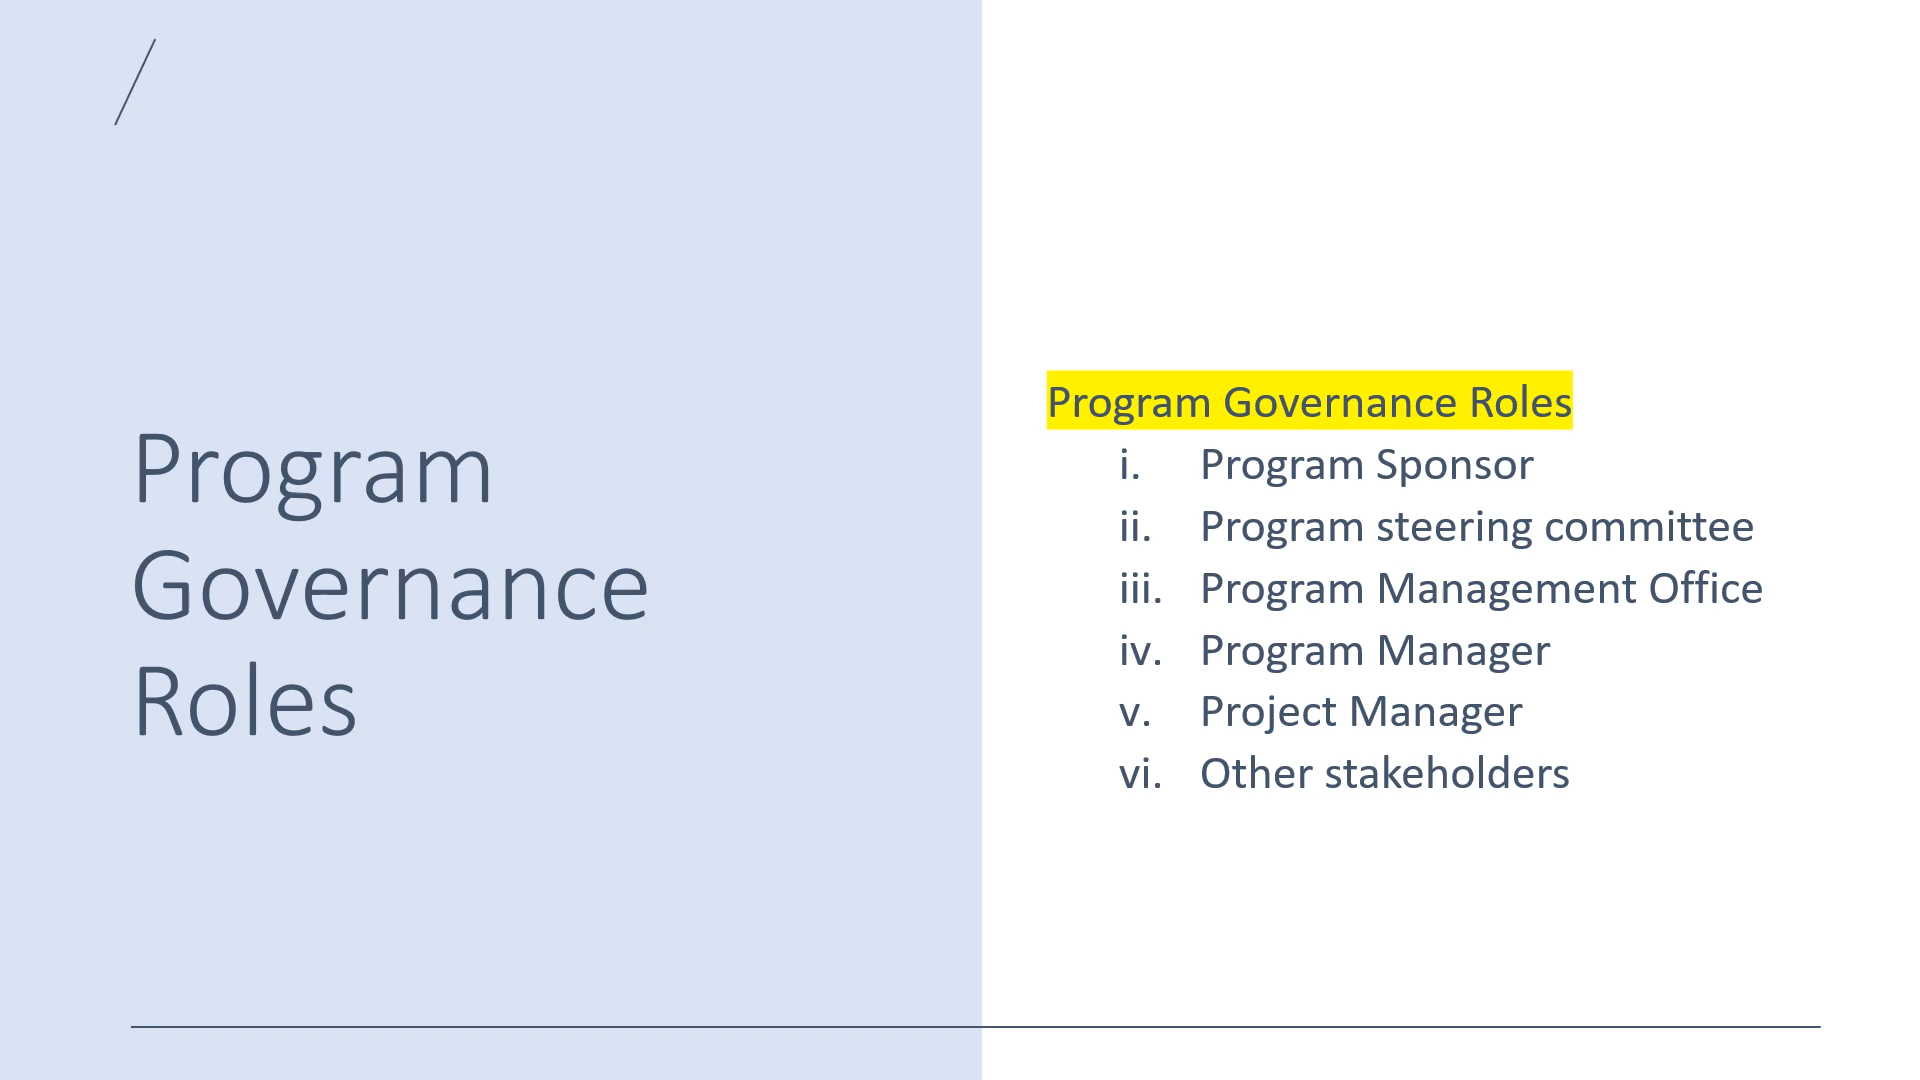 Program
Governance
Roles
Program Governance Roles
i. Program Sponsor
ii. Program steering committee
iii. Program Management Office
iv. Program Manager
v. Project Manager
vi. Other stakeholders